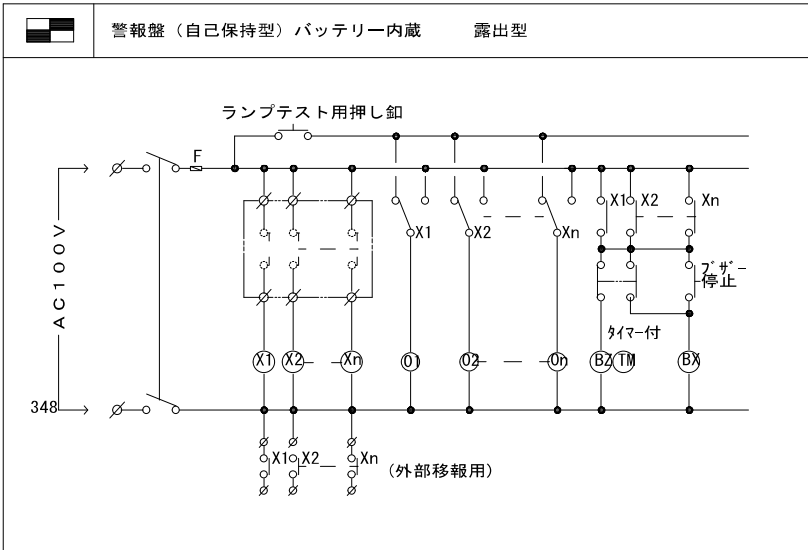 警報盤（自己保持型）バッテリー内蔵 露出型
ランプテスト用押し釦
F
X1 X2 Xn
X1 X2 Xn
ブザー
停止
AC100V
タイマー付
X1 X2 Xn 01 02 0n BZ TM BX
348
X1 X2 Xn (外部移報用)